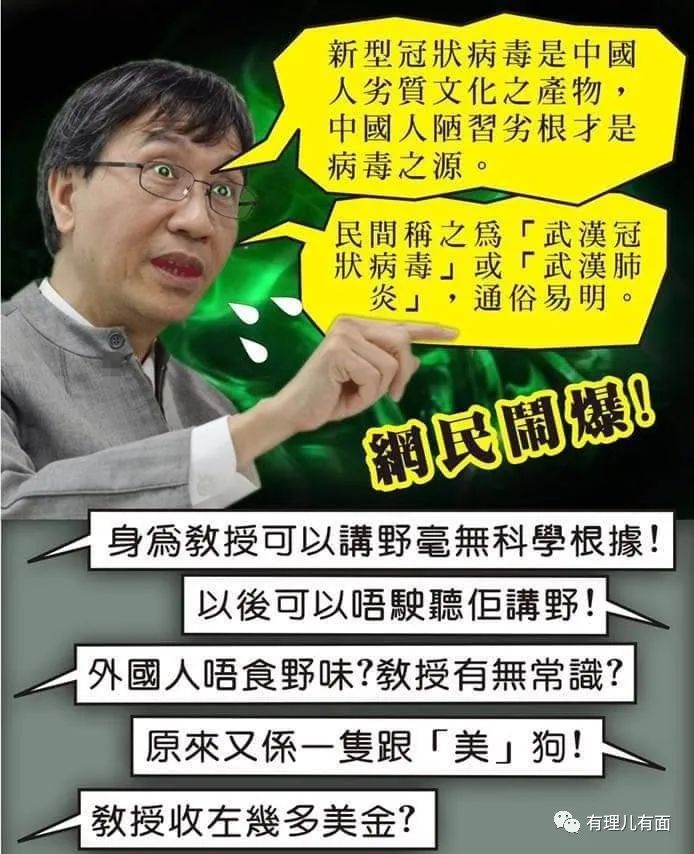 新型冠狀病毒是中國
人劣質文化之產物，
中國人陋習劣根才是
病毒之源。
民間稱之爲「武漢冠
狀病毒」或「武漢肺
炎」，通俗易明。
網民鬧爆!
身爲教授可以講野毫無科學根據!
以後可以唔駛聽佢講野!
外國人唔食野味?教授有無常識?
原來又係一隻跟「美」狗!
教授收左幾多美金?
有理儿有面